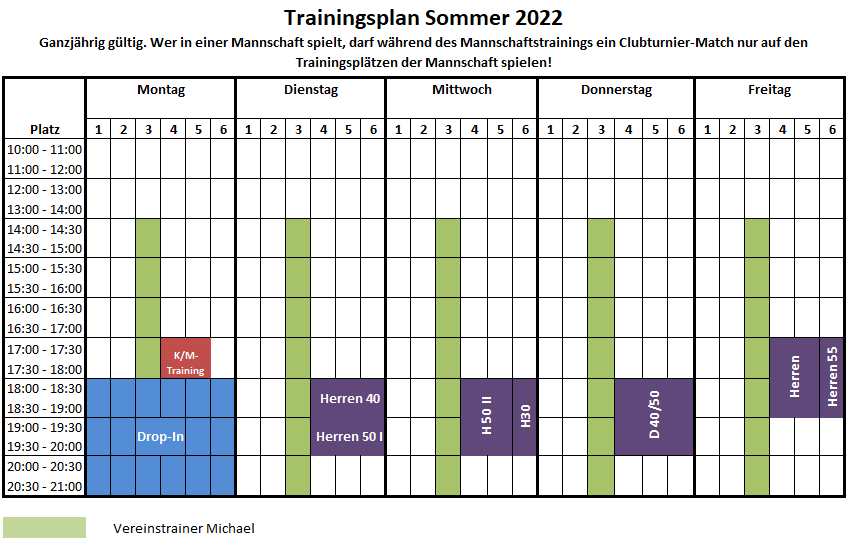 Trainingsplan Sommer 2022
Ganzjährig gültig. Wer in einer Mannschaft spielt, darf während des Mannschaftstrainings ein Clubturnier-Match nur auf den
Trainingsplätzen der Mannschaft spielen!
Montag Dienstag Mittwoch Donnerstag Freitag
Platz 1 2 3 4 5 6 1 2 3 4 5 6 1 2 3 4 5 6 1 2 3 4 5 6 1 2 3 4 5 6
10:00 - 11:00
11:00 - 12:00
12:00 - 13:00
13:00 - 14:00
14:00 - 14:30
14:30 - 15:00
15:00 - 15:30
15:30 - 16:00
16:00 - 16:30
16:30 - 17:00
17:00 - 17:30
17:30 - 18:00
18:00 - 18:30
18:30 - 19:00
19:00 - 19:30
19:30 - 20:00
20:00 - 20:30
20:30 - 21:00
K/M-
Training
Drop-In
Herren 40
Herren 50 I
H 50 II
H30
D 40/50
Herren
Herren 55
Vereinstrainer Michael